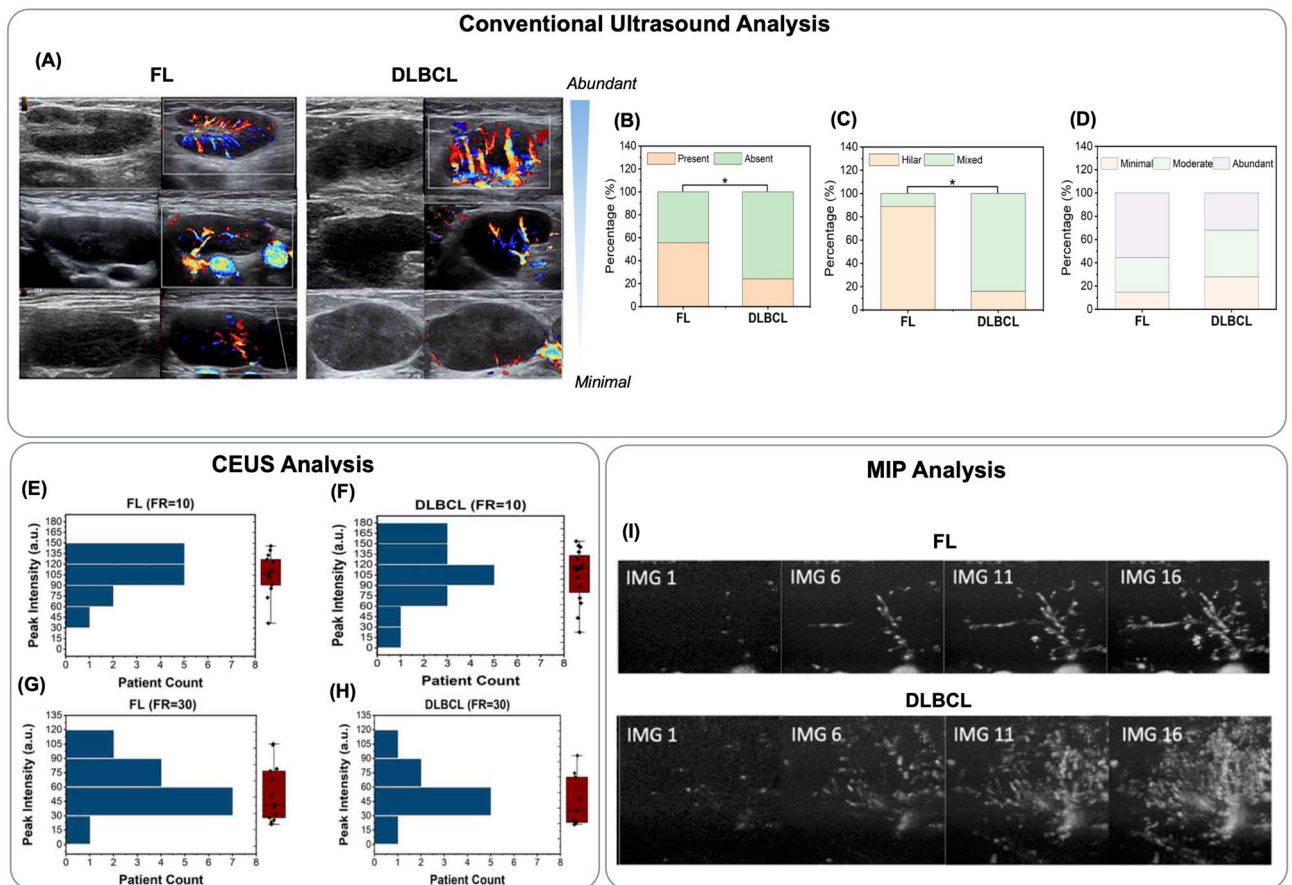 Conventional Ultrasound Analysis
(A)
FL
DLBCL
Abundant
Minimal
(B)
Percentage (%)
140
120
100
80
60
40
20
0
Present
Absent
*
FL
DLBCL
(C)
Percentage (%)
140
120
100
80
60
40
20
0
Hilar
Mixed
*
FL
DLBCL
(D)
Percentage (%)
140
120
100
80
60
40
20
0
Minimal
Moderate
Abundant
FL
DLBCL
CEUS Analysis
(E)
FL (FR=10)
Peak Intensity (a.u.)
180
150
135
120
105
90
75
60
45
30
15
0
0 1 2 3 4 5 6 7 8
Patient Count
(F)
DLBCL (FR=10)
Peak Intensity (a.u.)
180
150
135
120
105
90
75
60
45
30
15
0
0 1 2 3 4 5 6 7 8
Patient Count
(G)
FL (FR=30)
Peak Intensity (a.u.)
135
120
105
90
75
60
45
30
15
0
0 1 2 3 4 5 6 7 8
Patient Count
(H)
DLBCL (FR=30)
Peak Intensity (a.u.)
135
120
105
90
75
60
45
30
15
0
0 1 2 3 4 5 6 7 8
Patient Count
MIP Analysis
(I)
FL
IMG 1
IMG 6
IMG 11
IMG 16
DLBCL
IMG 1
IMG 6
IMG 11
IMG 16